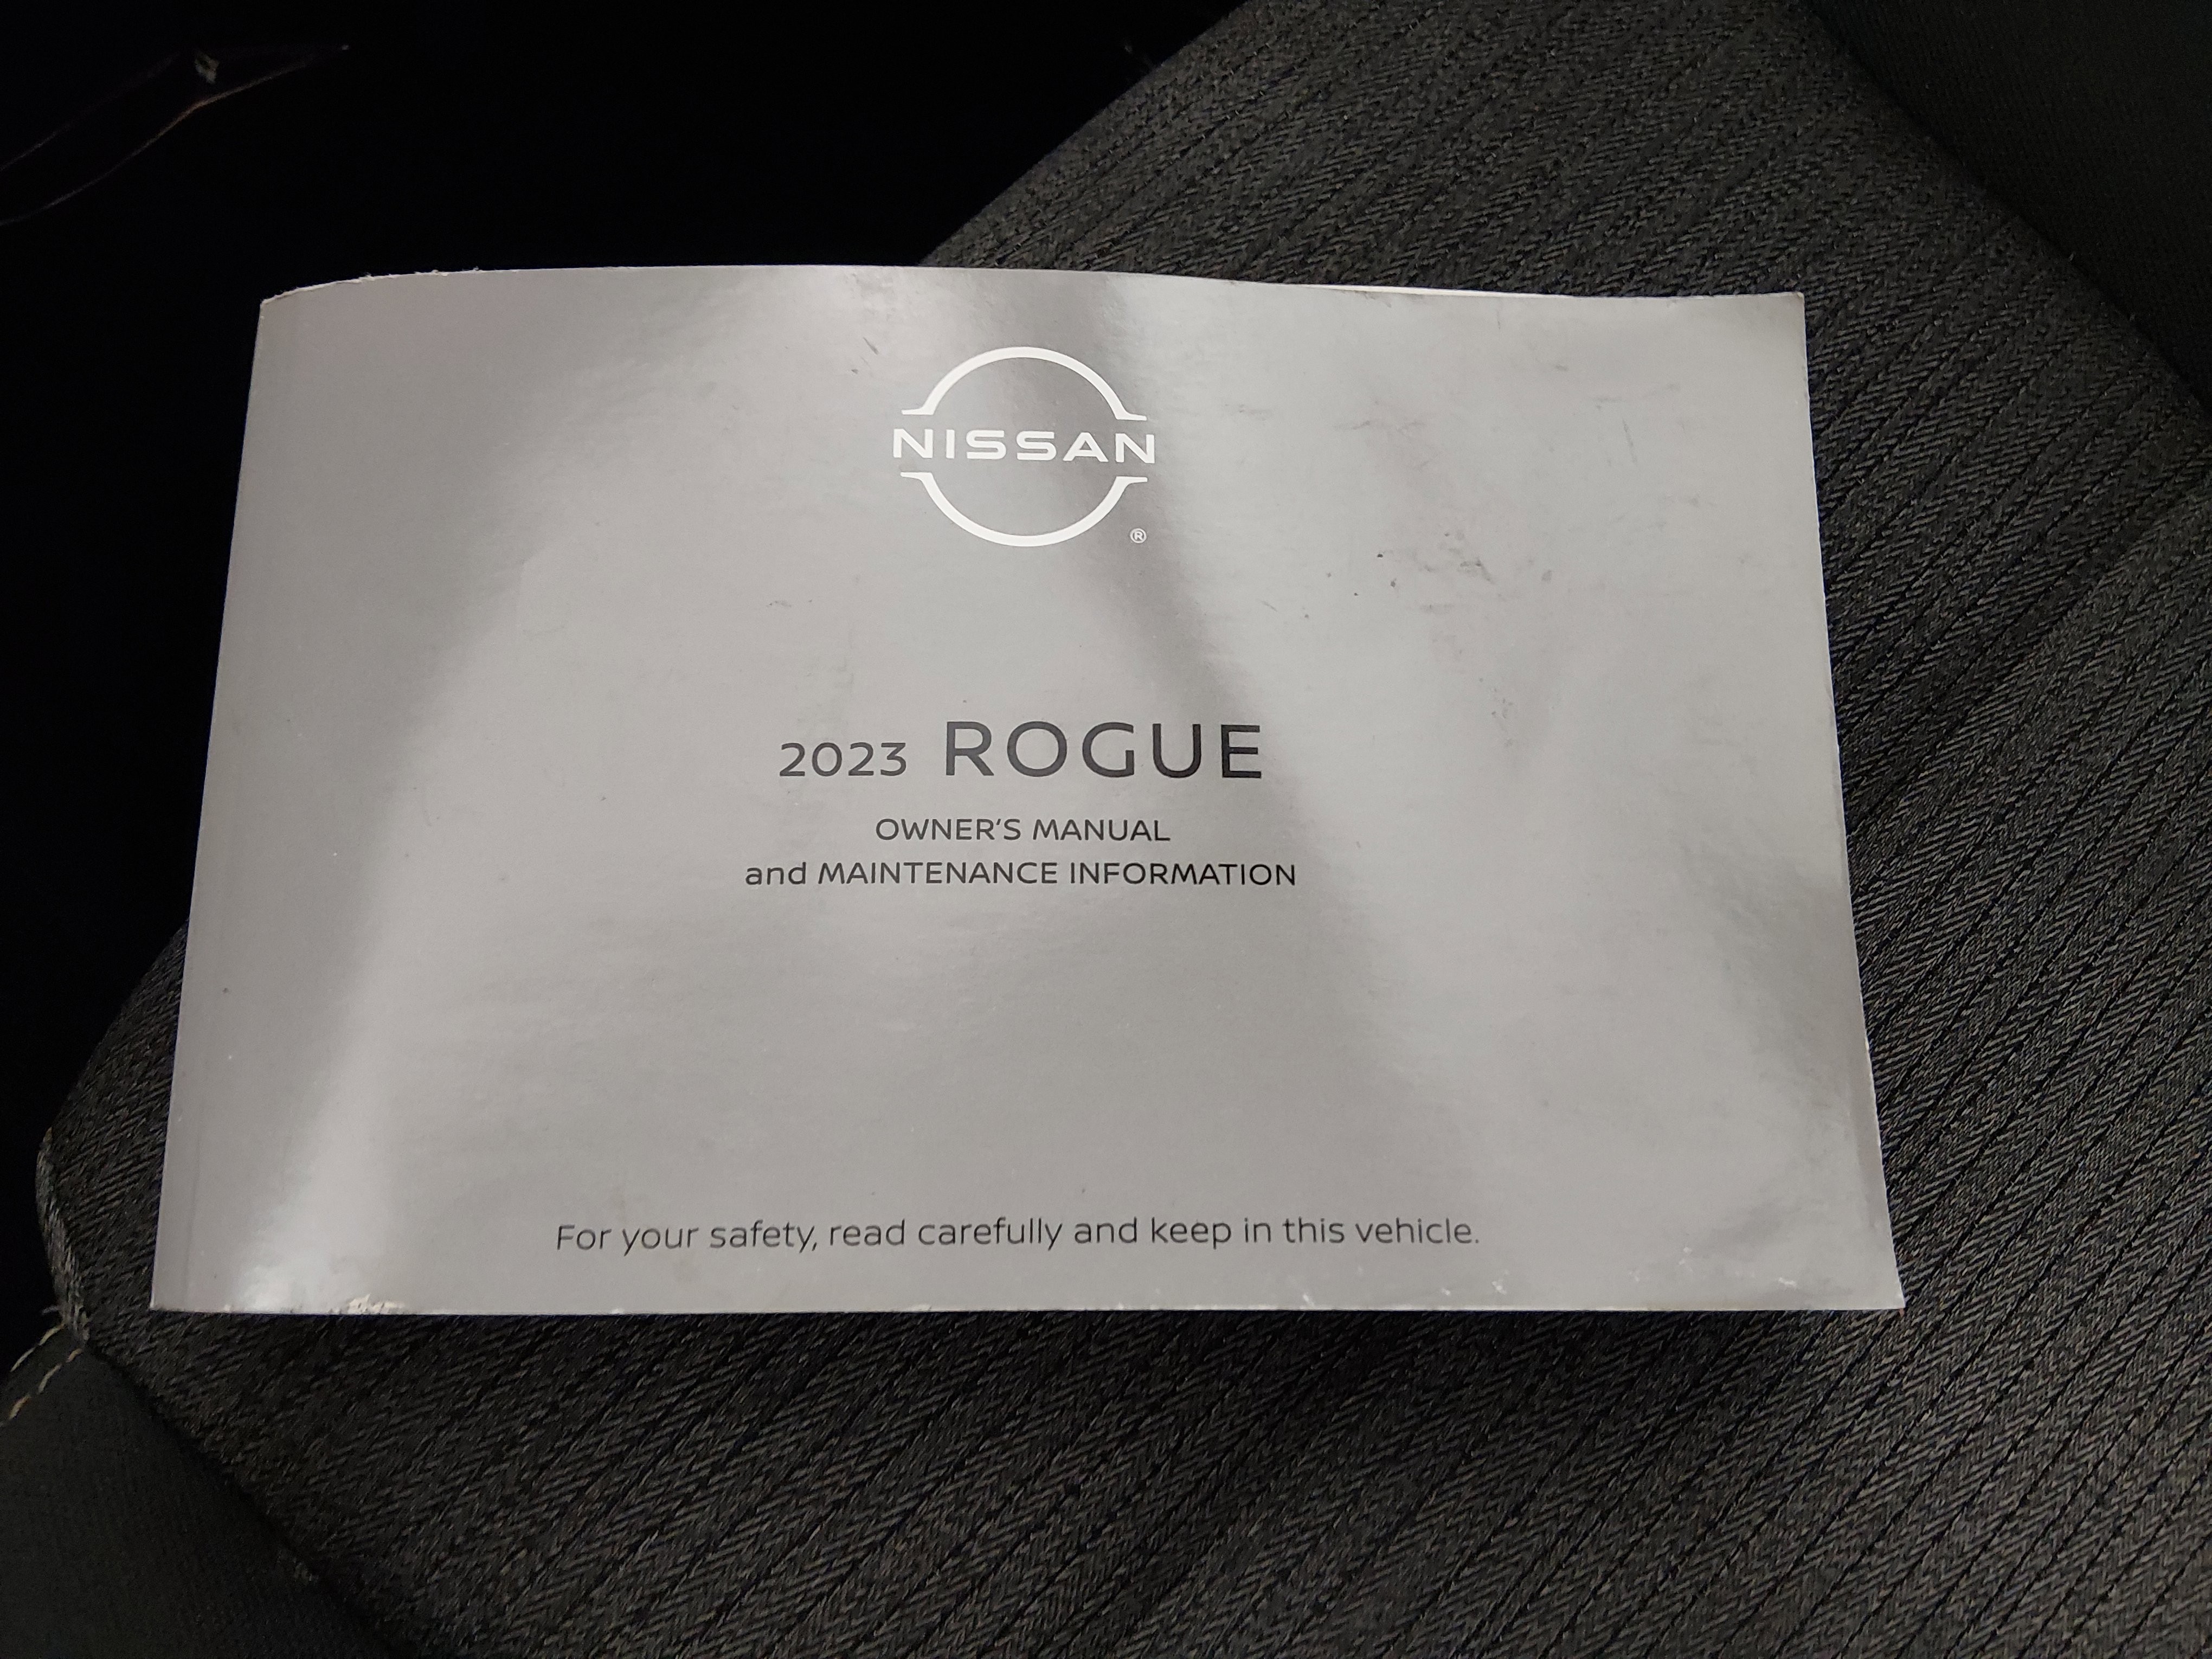 NISSAN
®
2023 ROGUE
OWNER'S MANUAL
and MAINTENANCE INFORMATION
For your safety, read carefully and keep in this vehicle.